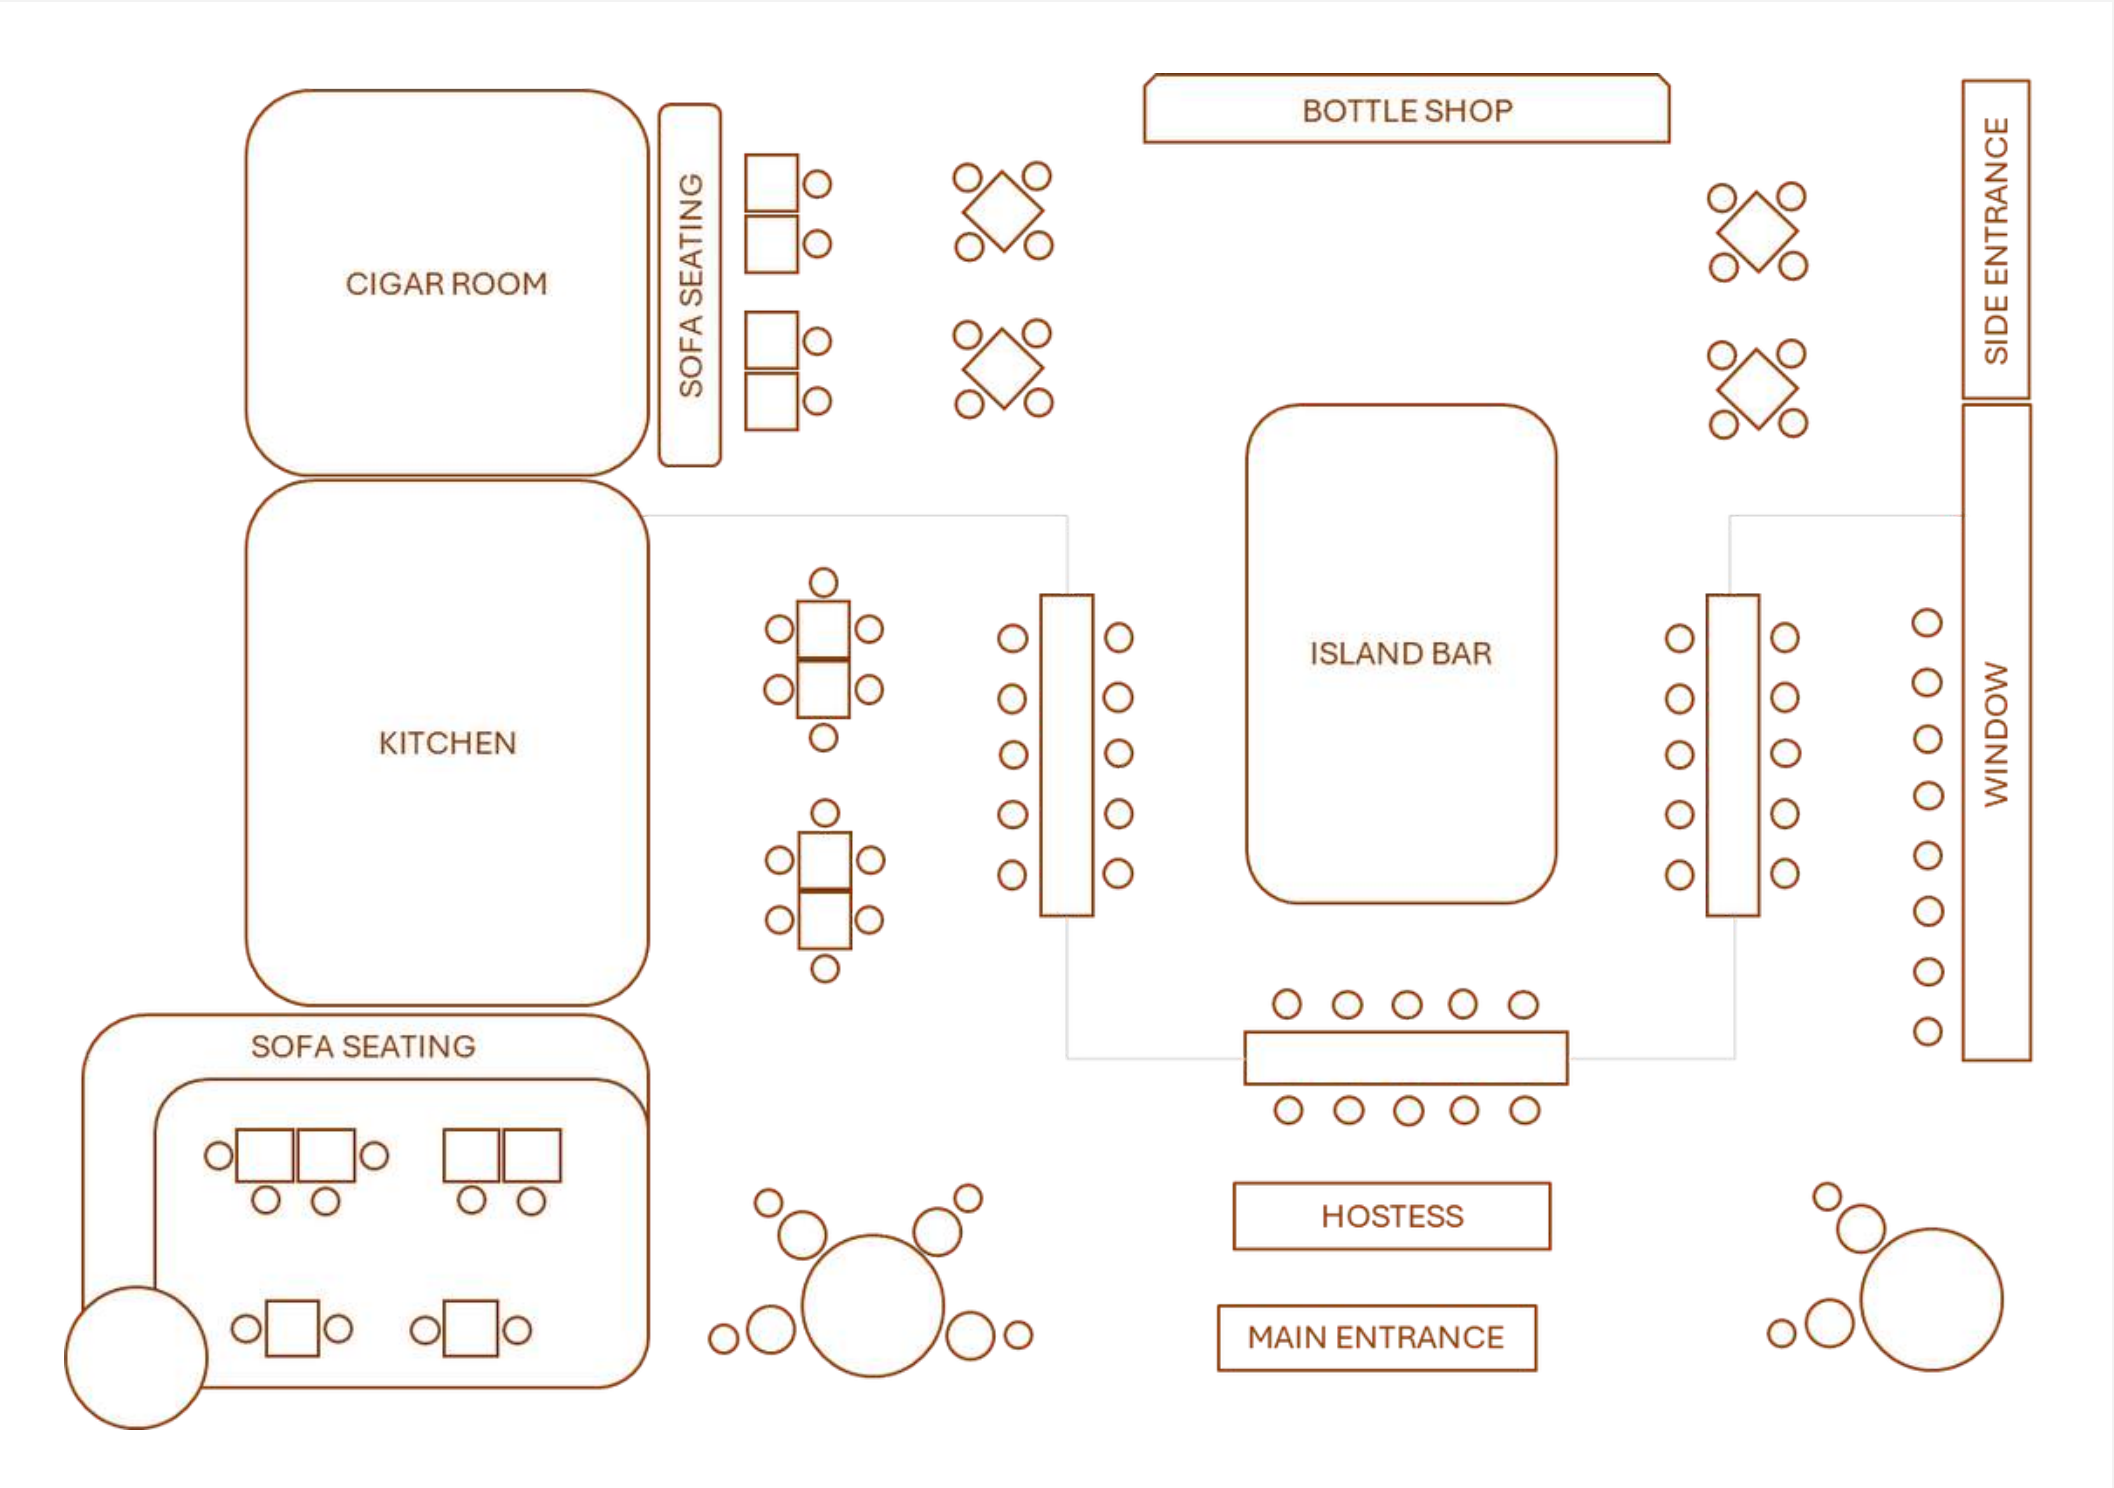 BOTTLE SHOP
SIDE ENTRANCE
SOFA SEATING
CIGAR ROOM
ISLAND BAR
WINDOW
KITCHEN
SOFA SEATING
HOSTESS
MAIN ENTRANCE